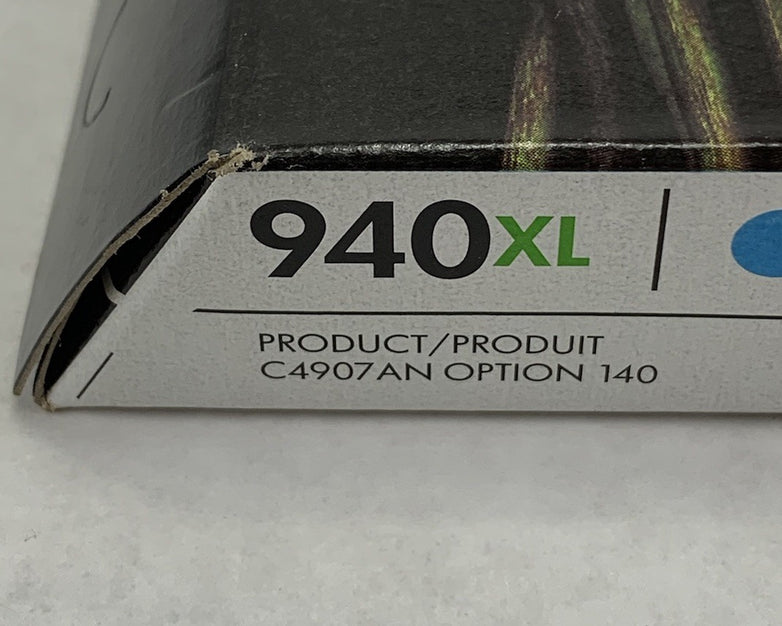 940XL
PRODUCT/PRODUIT
C4907AN OPTION 140